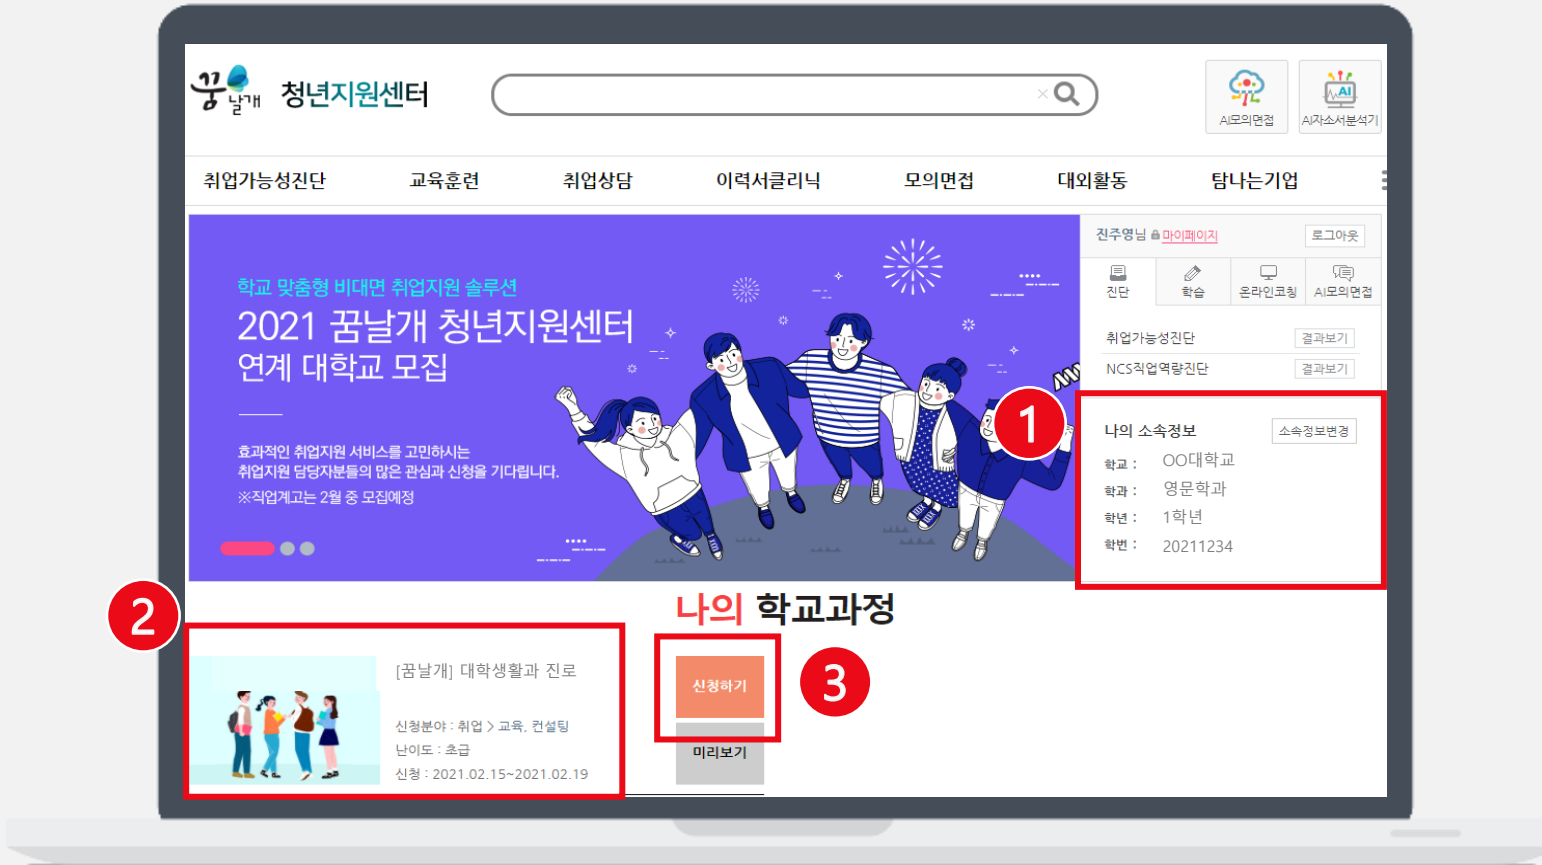 꿈날개 청년지원센터
AI모의면접
AI자소서분석기
취업가능성진단 교육훈련 취업상담 이력서클리닉 모의면접 대외활동 탐나는기업
학교 맞춤형 비대면 취업지원 솔루션
2021 꿈날개 청년지원센터
연계 대학교 모집
효과적인 취업지원 서비스를 고민하시는
취업지원 담당자분들의 많은 관심과 신청을 기다립니다.
※직업계고는 2월 중 모집예정
진주영님 마이페이지 로그아웃
진단 학습 온라인코칭 AI모의면접
취업가능성진단 결과보기
NCS직업역량진단 결과보기
1
나의 소속정보 소속정보변경
학교 : OO대학교
학과 : 영문학과
학년 : 1학년
학번 : 20211234
나의 학교과정
2
[꿈날개] 대학생활과 진로
신청분야 : 취업 > 교육, 컨설팅
난이도 : 초급
신청 : 2021.02.15~2021.02.19
신청하기
3
미리보기